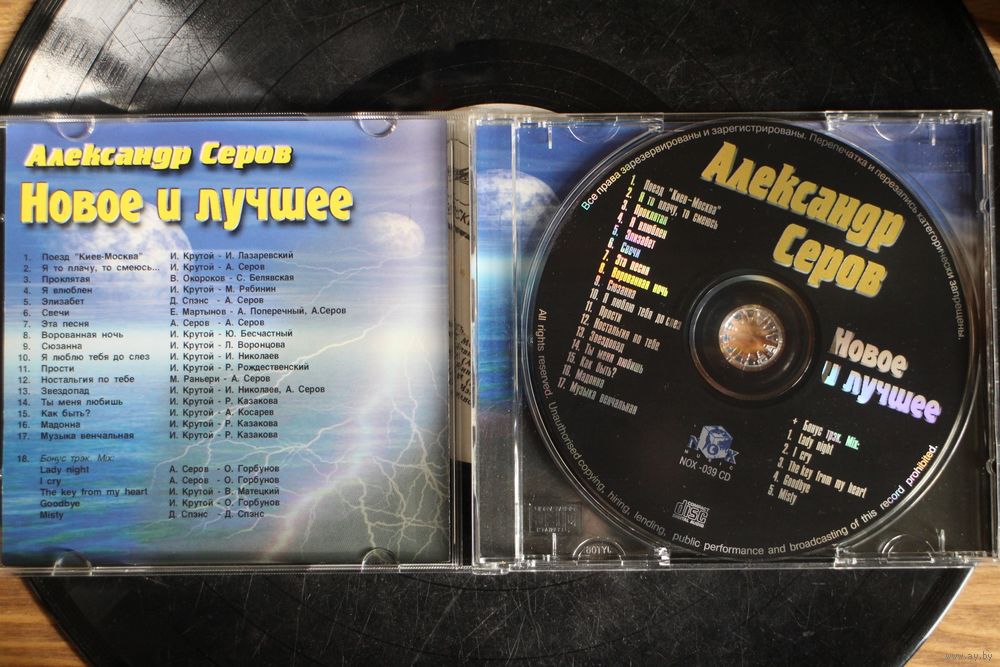 Александр Серов
Новое и лучшее
1. Поезд "Киев-Москва" И. Крутой - И. Лазаревский
2. Я то плачу, то смеюсь... И. Крутой - А. Серов
3. Проклятая В. Окороков - С. Белявская
4. Я влюблен И. Крутой - М. Рябинин
5. Элизабет Д. Спэнс - А. Серов
6. Свечи Е. Мартынов - А. Поперечный, А.Серов
7. Эта песня А. Серов - А. Серов
8. Ворованная ночь И. Крутой - Ю. Бесчастный
9. Сюзанна И. Крутой - Л. Воронцова
10. Я люблю тебя до слез И. Крутой - И. Николаев
11. Прости И. Крутой - Р. Рождественский
12. Ностальгия по тебе М. Раньери - А. Серов
13. Звездопад И. Крутой - И. Николаев, А. Серов
14. Ты меня любишь И. Крутой - Р. Казакова
15. Как быть? И. Крутой - А. Косарев
16. Мадонна И. Крутой - Р. Казакова
17. Музыка венчальная И. Крутой - Р. Казакова
18. Бонус трэк. Mix:
Lady night А. Серов - О. Горбунов
I cry А. Серов - О. Горбунов
The key from my heart И. Крутой - В. Матецкий
Goodbye И. Крутой - О. Горбунов
Misty Д. Спэнс - Д. Спэнс
Все права зарезервированы и зарегистрированы. Перепечатка и перезапись категорически запрещены.
Александр
Серов
Новое
и лучшее
1. Поезд "Киев-Москва"
2. Я то плачу, то смеюсь
3. Проклятая
4. Я влюблен
5. Элизабет
6. Свечи
7. Эта песня
8. Ворованная ночь
9. Сюзанна
10. Я люблю тебя до слез
11. Прости
12. Ностальгия по тебе
13. Звездопад
14. Ты меня любишь
15. Как быть?
16. Мадонна
17. Музыка венчальная
+ Бонус трэк. Mix:
1. Lady night
2. I cry
3. The key from my heart
4. Goodbye
5. Misty
NOX
MUSIC
NOX -039 CD
COMPACT
disc
DIGITAL AUDIO
All rights reserved. Unauthorised copying, hiring, lending, public performance and broadcasting of this record prohibited.
www.ay.by